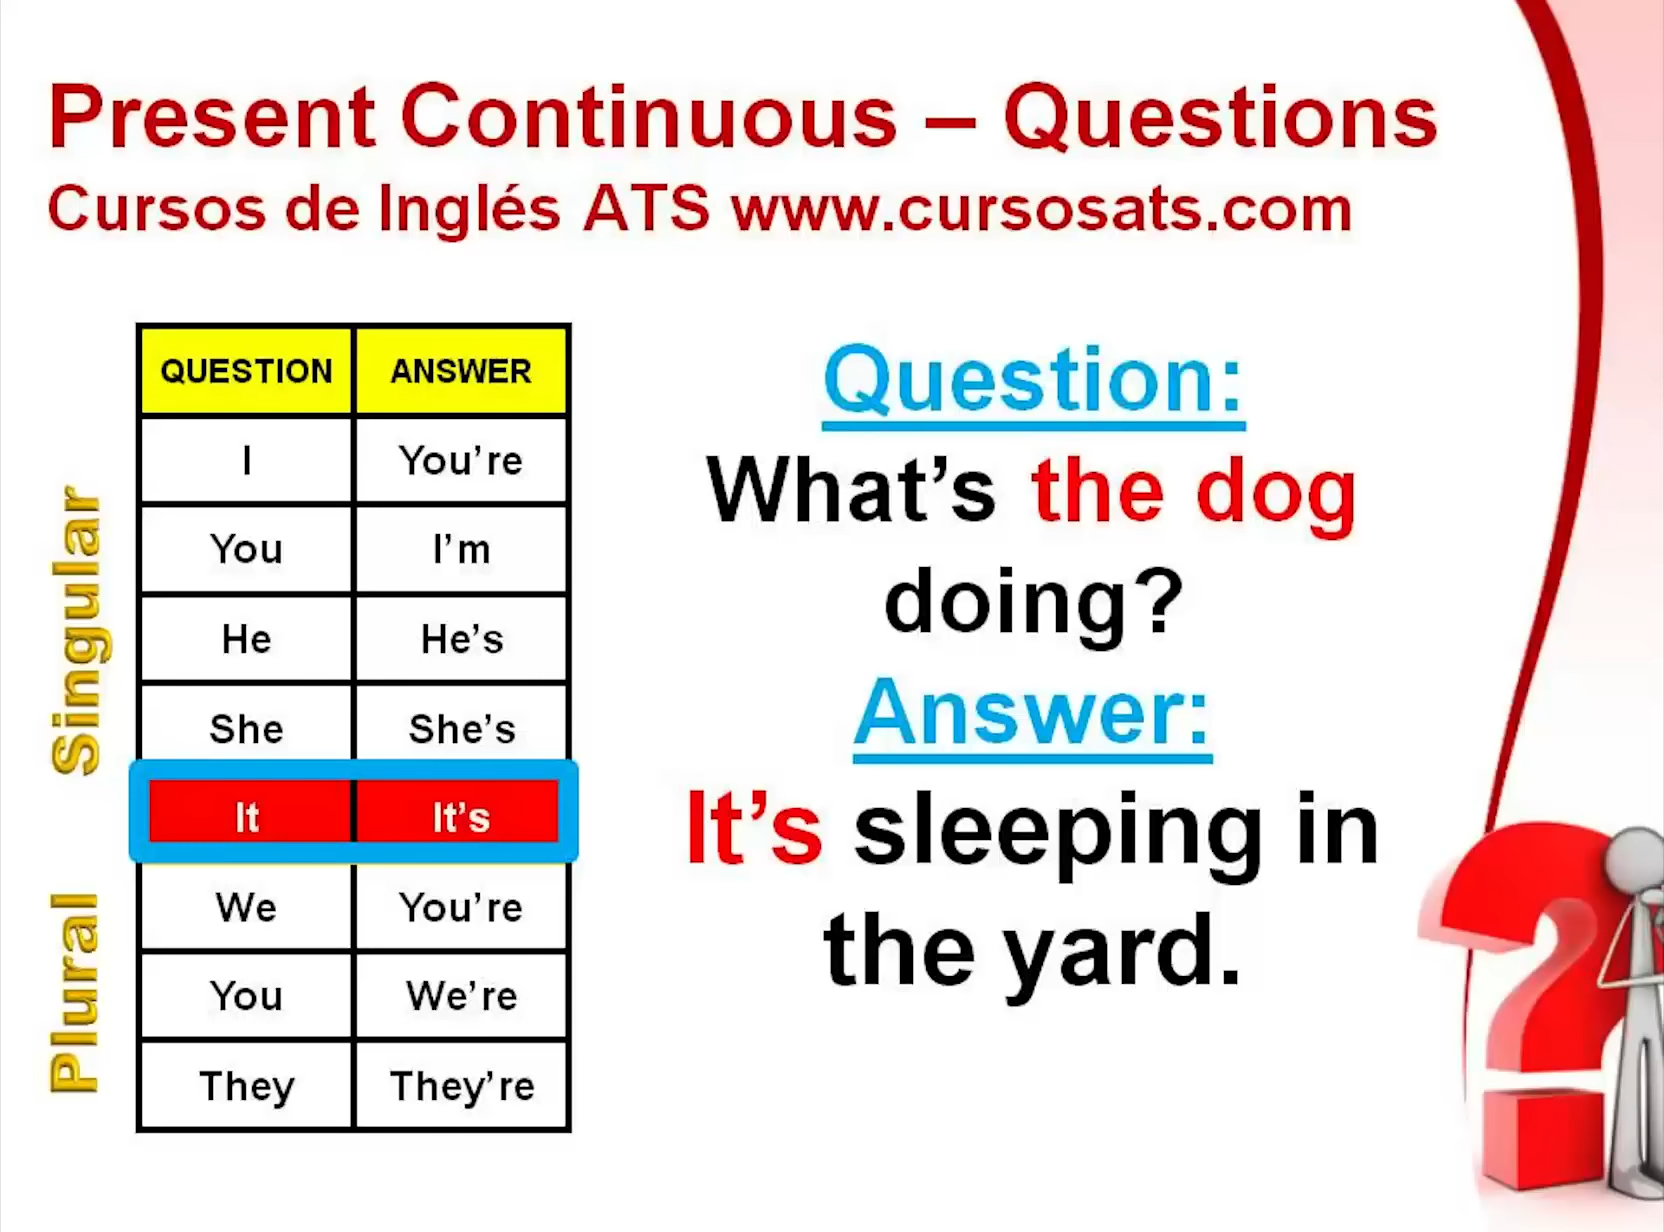 Present Continuous – Questions
Cursos de Inglés ATS www.cursosats.com
Singular
Plural
QUESTION ANSWER
I You’re
You I’m
He He’s
She She’s
It It’s
We You’re
You We’re
They They’re
Question:
What’s the dog
doing?
Answer:
It’s sleeping in
the yard.